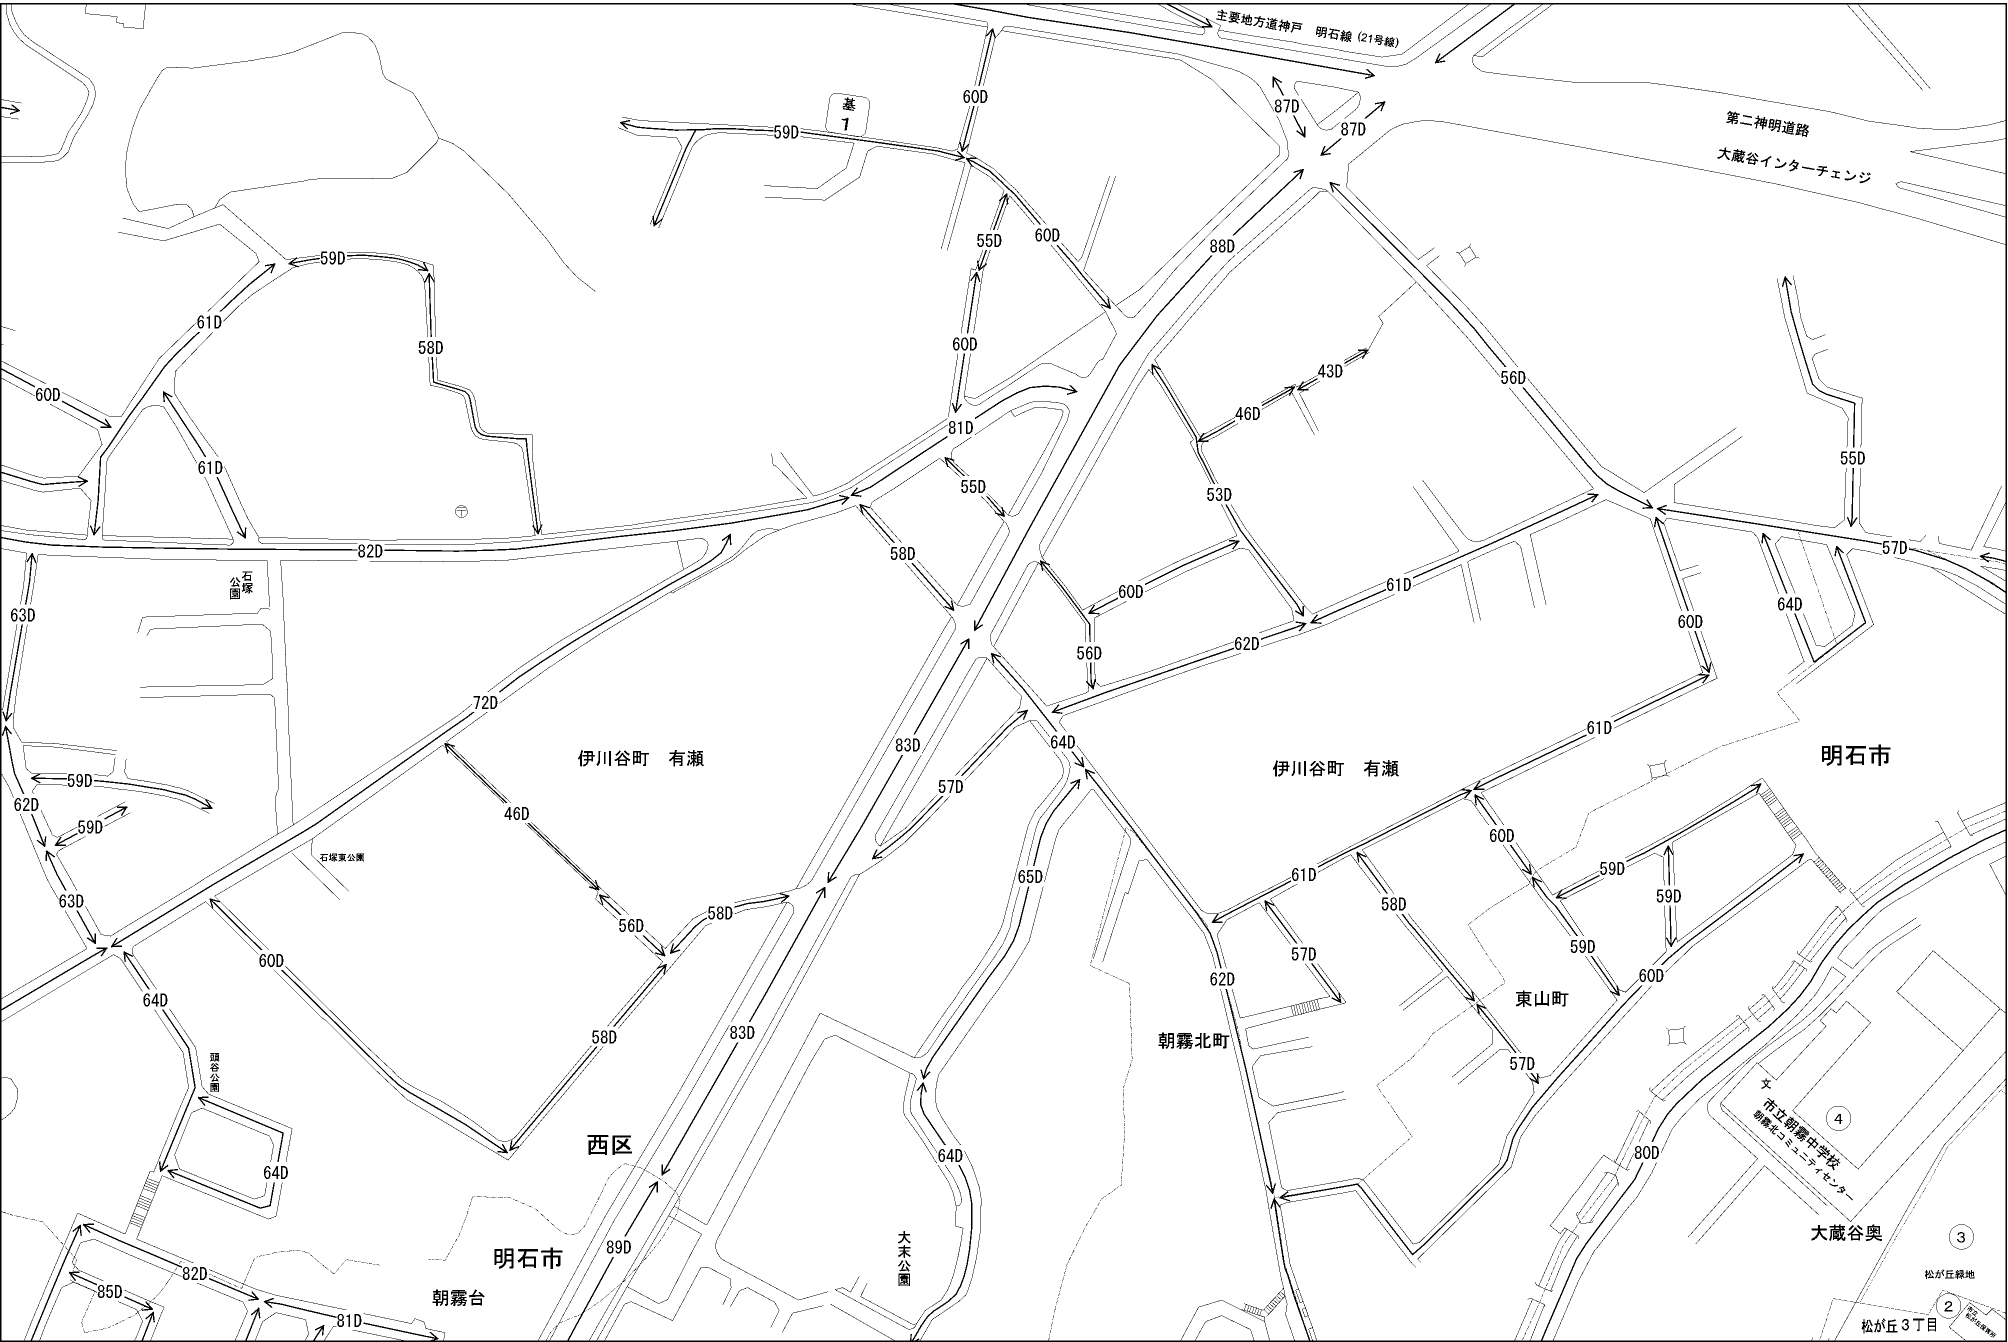 主要地方道神戸　明石線 (21号線)
基
1
60D
87D
87D
59D
第二神明道路
大蔵谷インターチェンジ
55D
60D
88D
59D
61D
58D
60D
60D
43D
56D
46D
81D
61D
55D
53D
55D
82D
58D
57D
石塚
公園
60D
61D
64D
63D
60D
62D
56D
72D
61D
64D
83D
伊川谷町　有瀬
伊川谷町　有瀬
明石市
59D
57D
62D
46D
59D
60D
石塚東公園
65D
61D
59D
59D
63D
56D
58D
58D
59D
60D
57D
62D
60D
64D
東山町
83D
58D
朝霧北町
頭谷公園
57D
文
市立朝霧中学校
朝霧北コミュニティセンター
4
西区
64D
64D
80D
大蔵谷奥
3
明石市
89D
大末公園
82D
松が丘緑地
85D
朝霧台
2
81D
松が丘３丁目